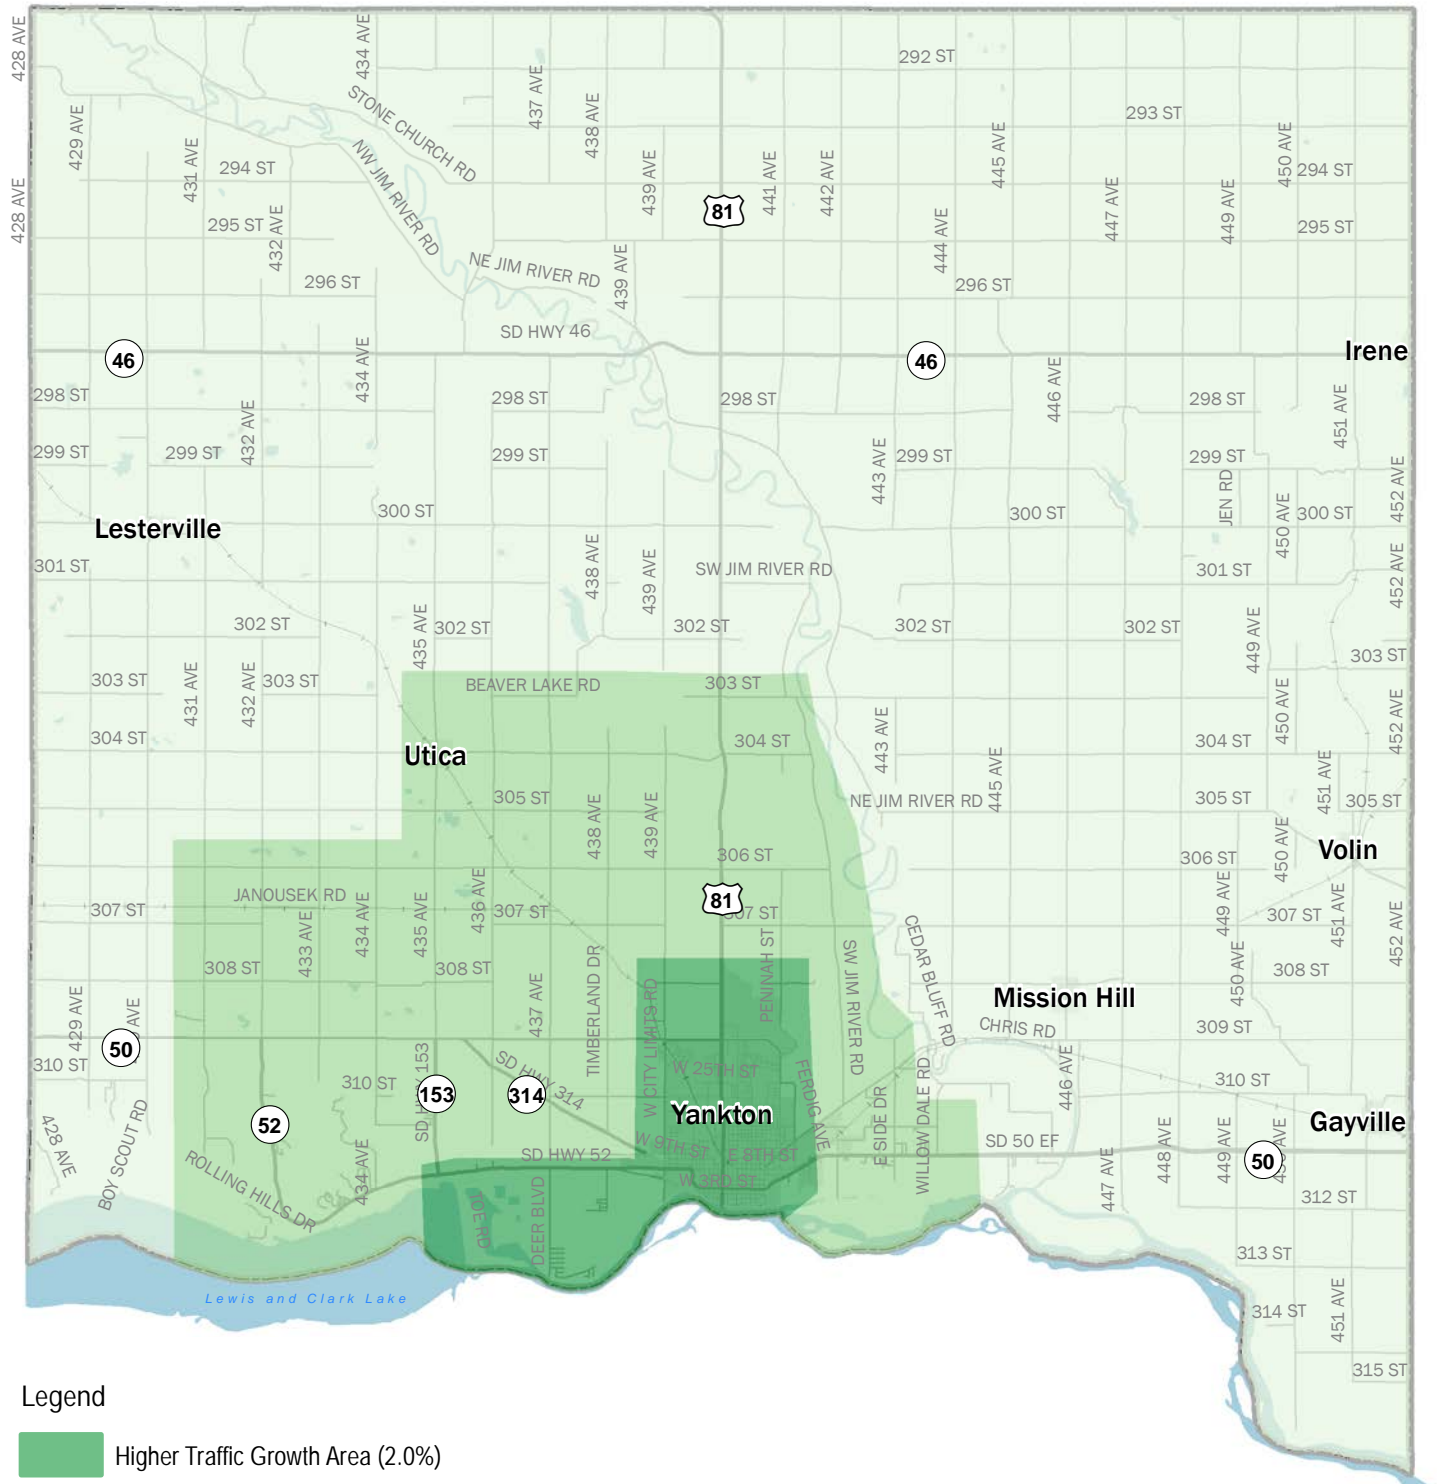 428 AVE
434 AVE
292 ST
437 AVE
STONE CHURCH RD
438 AVE
293 ST
429 AVE
431 AVE
294 ST
NW JIM RIVER RD
439 AVE
441 AVE
442 AVE
445 AVE
450 AVE
294 ST
428 AVE
295 ST
432 AVE
81
444 AVE
447 AVE
449 AVE
295 ST
296 ST
NE JIM RIVER RD
439 AVE
296 ST
SD HWY 46
46
434 AVE
46
Irene
298 ST
432 AVE
298 ST
298 ST
446 AVE
298 ST
451 AVE
299 ST
299 ST
299 ST
443 AVE
299 ST
299 ST
JEN RD
452 AVE
Lesterville
300 ST
300 ST
450 AVE
300 ST
301 ST
438 AVE
439 AVE
SW JIM RIVER RD
301 ST
452 AVE
302 ST
435 AVE
302 ST
302 ST
302 ST
302 ST
449 AVE
303 ST
303 ST
431 AVE
432 AVE
303 ST
BEAVER LAKE RD
303 ST
450 AVE
452 AVE
304 ST
Utica
304 ST
443 AVE
445 AVE
304 ST
305 ST
438 AVE
439 AVE
NE JIM RIVER RD
305 ST
451 AVE
305 ST
306 ST
306 ST
450 AVE
Volin
JANOUSEK RD
436 AVE
81
307 ST
433 AVE
434 AVE
435 AVE
307 ST
307 ST
449 AVE
307 ST
451 AVE
452 AVE
308 ST
308 ST
437 AVE
TIMBERLAND DR
W CITY LIMITS RD
PENINAH ST
SW JIM RIVER RD
CEDAR BLUFF RD
450 AVE
308 ST
Mission Hill
429 AVE
50
CHRIS RD
309 ST
310 ST
310 ST
SD HWY 153
153
SD HWY 314
314
W 25TH ST
FERDIG AVE
446 AVE
310 ST
52
Yankton
E SIDE DR
WILLOW DALE RD
Gayville
428 AVE
BOY SCOUT RD
ROLLING HILLS DR
434 AVE
SD HWY 52
W 9TH ST
E 8TH ST
SD 50 EF
447 AVE
448 AVE
449 AVE
50
W 3RD ST
TOE RD
DEER BLVD
312 ST
313 ST
Lewis and Clark Lake
314 ST
451 AVE
315 ST
Legend
Higher Traffic Growth Area (2.0%)